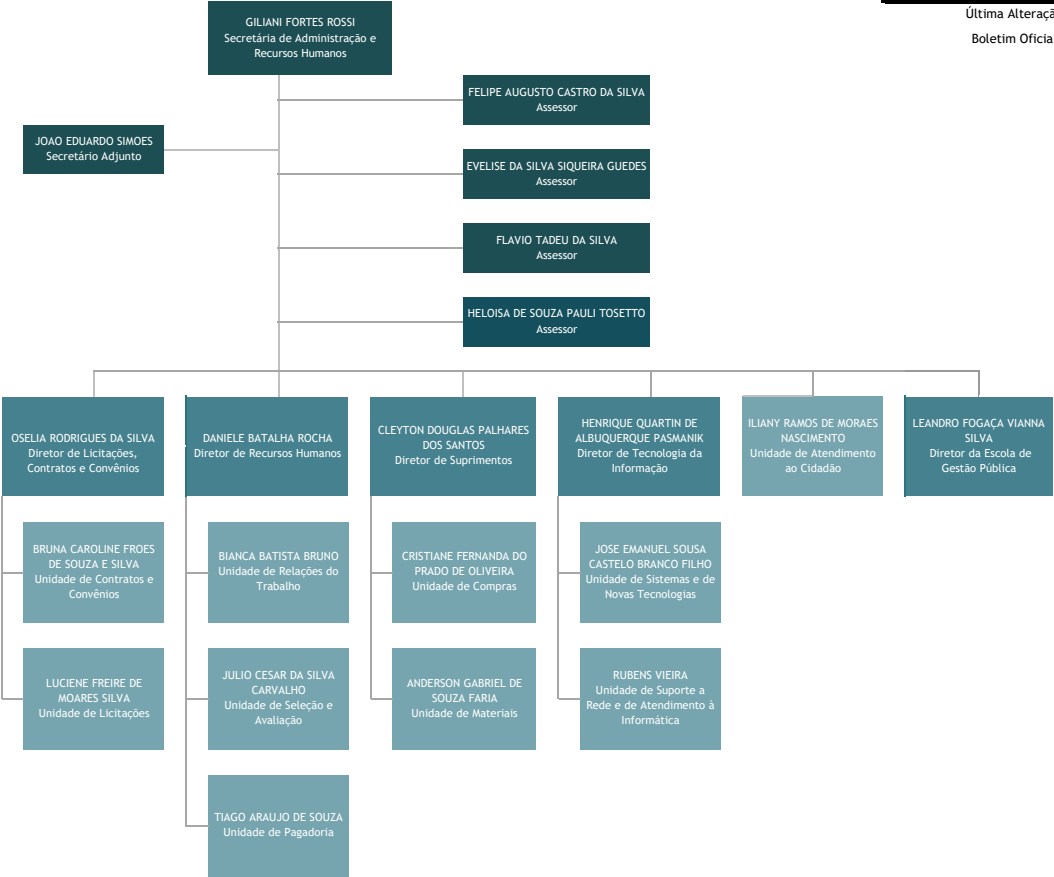 GILIANI FORTES ROSSI
Secretária de Administração e
Recursos Humanos
Última Alteraçã
Boletim Oficia
FELIPE AUGUSTO CASTRO DA SILVA
Assessor
JOAO EDUARDO SIMOES
Secretário Adjunto
EVELISE DA SILVA SIQUEIRA GUEDES
Assessor
FLAVIO TADEU DA SILVA
Assessor
HELOISA DE SOUZA PAULI TOSETTO
Assessor
OSELIA RODRIGUES DA SILVA
Diretor de Licitações,
Contratos e Convênios
DANIELE BATALHA ROCHA
Diretor de Recursos Humanos
CLEYTON DOUGLAS PALHARES
DOS SANTOS
Diretor de Suprimentos
HENRIQUE QUARTIN DE
ALBUQUERQUE PASMANIK
Diretor de Tecnologia da
Informação
ILIANY RAMOS DE MORAES
NASCIMENTO
Unidade de Atendimento
ao Cidadão
LEANDRO FOGAÇA VIANNA
SILVA
Diretor da Escola de
Gestão Pública
BRUNA CAROLINE FROES
DE SOUZA E SILVA
Unidade de Contratos e
Convênios
BIANCA BATISTA BRUNO
Unidade de Relações do
Trabalho
CRISTIANE FERNANDA DO
PRADO DE OLIVEIRA
Unidade de Compras
JOSE EMANUEL SOUSA
CASTELO BRANCO FILHO
Unidade de Sistemas e de
Novas Tecnologias
LUCIENE FREIRE DE
MOARES SILVA
Unidade de Licitações
JULIO CESAR DA SILVA
CARVALHO
Unidade de Seleção e
Avaliação
ANDERSON GABRIEL DE
SOUZA FARIA
Unidade de Materiais
RUBENS VIEIRA
Unidade de Suporte a
Rede e de Atendimento à
Informática
TIAGO ARAUJO DE SOUZA
Unidade de Pagadoria